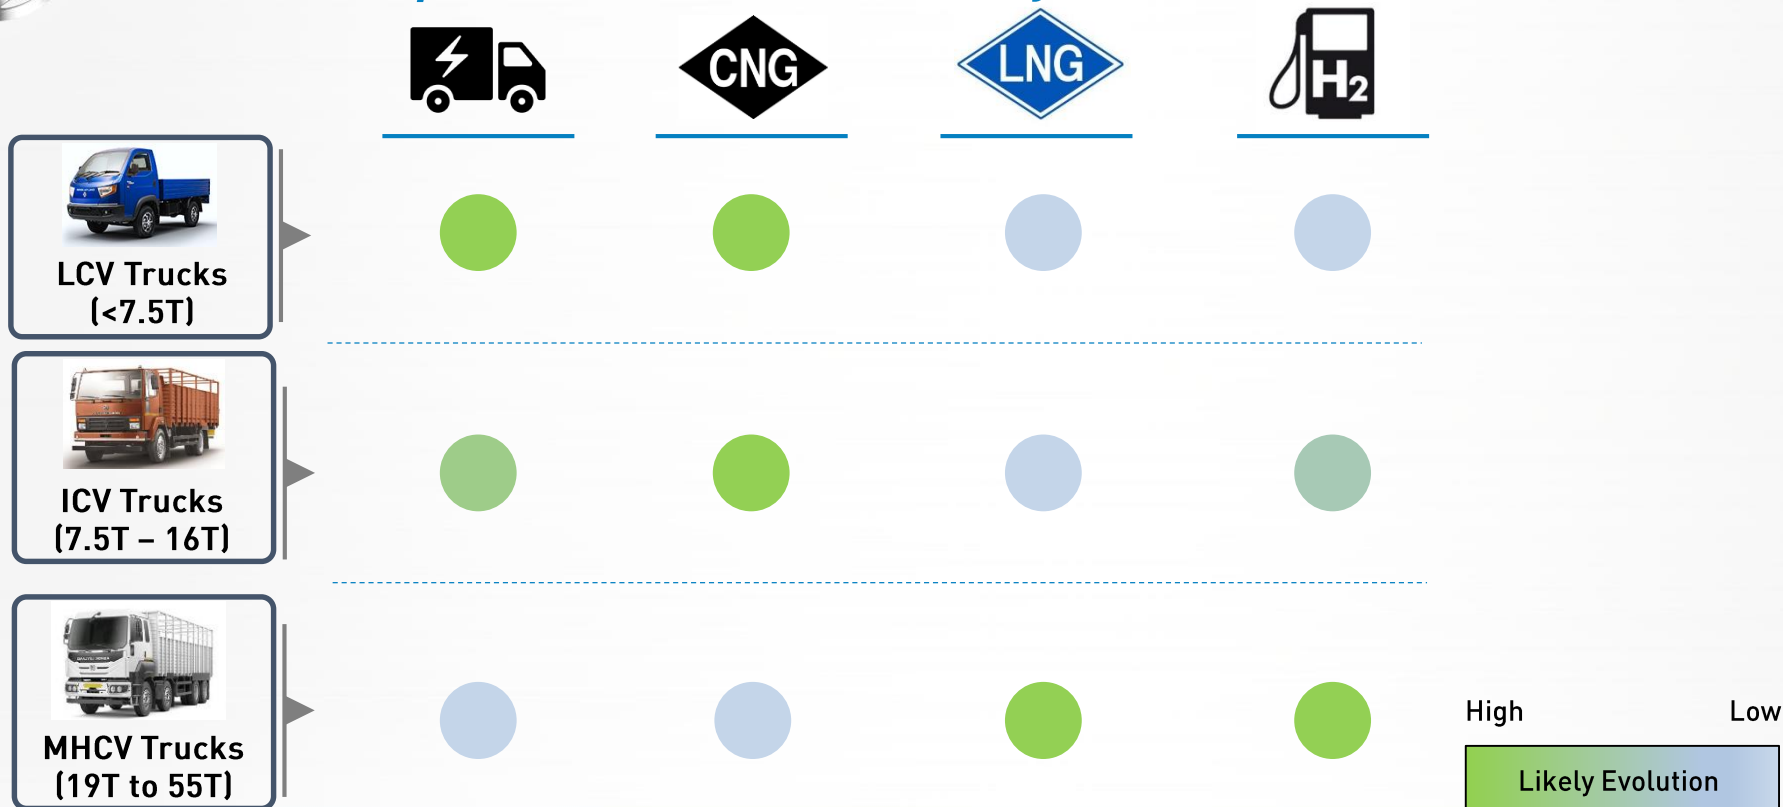 CNG
LNG
H2
LCV Trucks
(<7.5T)
ICV Trucks
(7.5T – 16T)
MHCV Trucks
(19T to 55T)
High Low
Likely Evolution